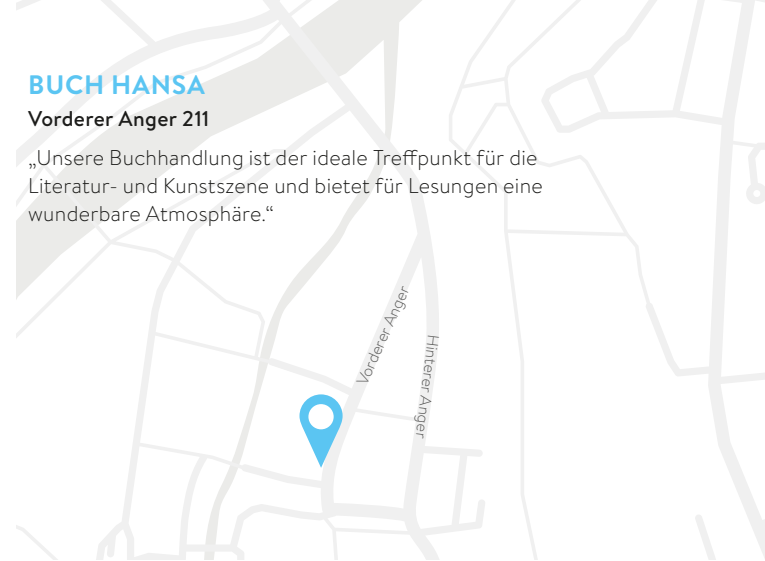 BUCH HANSA
Vorderer Anger 211
„Unsere Buchhandlung ist der ideale Treffpunkt für die
Literatur- und Kunstszene und bietet für Lesungen eine
wunderbare Atmosphäre.“
Vorderer Anger
Hinterer Anger